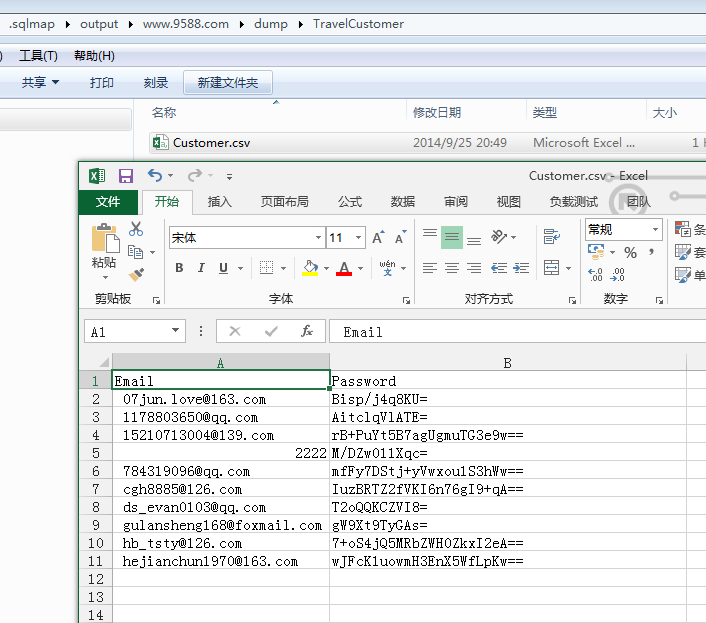 .sqlmap ▸ output ▸ www.9588.com ▸ dump ▸ TravelCustomer
工具(T) 帮助(H)
共享 打印 刻录 新建文件夹
名称 修改日期 类型 大小
Customer.csv 2014/9/25 20:49 Microsoft Excel ... 1
Customer.csv - Excel
文件 开始 插入 页面布局 公式 数据 审阅 视图 负载测试 团队
宋体 11 A A 常规 条
粘贴 B I U A wén 文 % , 套
.00 .00 单
剪贴板 字体 对齐方式 数字
A1 fx Email
A B
1 Email Password
2 07jun.love@163.com Bisp/j4q8KU=
3 1178803650@qq.com AitclqVlATE=
4 15210713004@139.com rB+PuYt5B7agUgmuTG3e9w==
5 2222 M/DZw011Xqc=
6 784319096@qq.com mfFy7DStj+yVwxou1S3hWw==
7 cgh8885@126.com IuzBRTZ2fVKI6n76gI9+qA==
8 ds_evan0103@qq.com T2oQQKCZVI8=
9 gulansheng168@foxmail.com gW9Xt9TyGAs=
10 hb_tsty@126.com 7+oS4jQ5MRbZWH0ZkxI2eA==
11 hejianchun1970@163.com wJFcK1uowmH3EnX5WfLpKw==
12
13
14